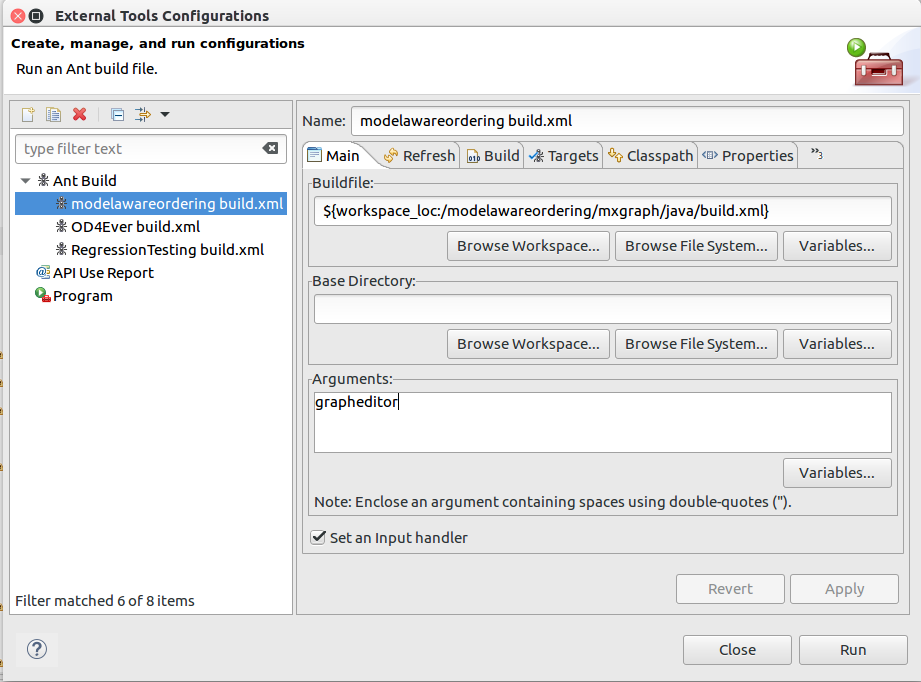 External Tools Configurations
Create, manage, and run configurations
Run an Ant build file.
type filter text
Ant Build
modelawareordering build.xml
OD4Ever build.xml
RegressionTesting build.xml
API Use Report
Program
Filter matched 6 of 8 items
Name: modelawareordering build.xml
Main Refresh Build Targets Classpath Properties »3
Buildfile:
${workspace_loc:/modelawareordering/mxgraph/java/build.xml}
Browse Workspace... Browse File System... Variables...
Base Directory:
Browse Workspace... Browse File System... Variables...
Arguments:
grapheditor
Variables...
Note: Enclose an argument containing spaces using double-quotes (").
Set an Input handler
Revert Apply
? Close Run